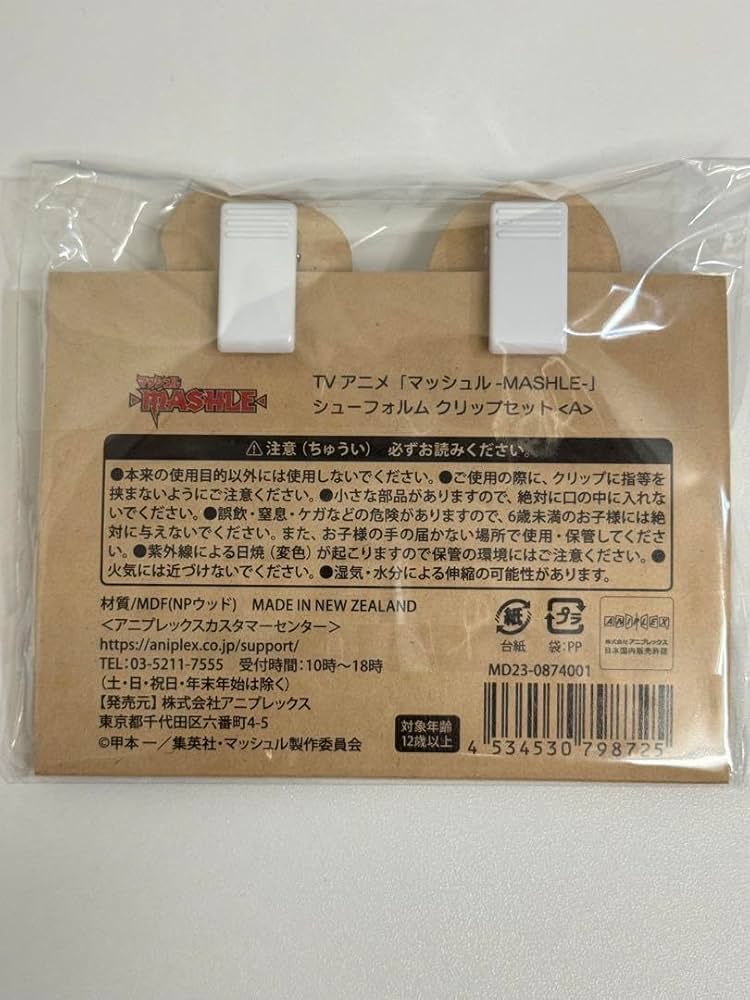 マッシュル
MASHLE
TVアニメ「マッシュル-MASHLE-」
シューフォルム クリップセット<A>
⚠注意(ちゅうい) 必ずお読みください。
●本来の使用目的以外には使用しないでください。●ご使用の際に、クリップに指等を
挟まないようにご注意ください。●小さな部品がありますので、絶対に口の中に入れな
いでください。●誤飲・窒息・ケガなどの危険がありますので、6歳未満のお子様には絶
対に与えないでください。また、お子様の手の届かない場所で使用・保管してくださ
い。●紫外線による日焼(変色)が起こりますので保管の環境にはご注意ください。●
火気には近づけないでください。●湿気・水分による伸縮の可能性があります。
材質/MDF(NPウッド) MADE IN NEW ZEALAND
<アニプレックスカスタマーセンター>
https://aniplex.co.jp/support/
TEL:03-5211-7555 受付時間:10時〜18時
(土・日・祝日・年末年始は除く)
【発売元】株式会社アニプレックス
東京都千代田区六番町4-5
©甲本 一/集英社・マッシュル製作委員会
紙
台紙
プラ
袋:PP
ANIPLEX
株式会社アニプレックス
日本国内販売許諾
MD23-0874001
対象年齢
12歳以上
4 534530 798725